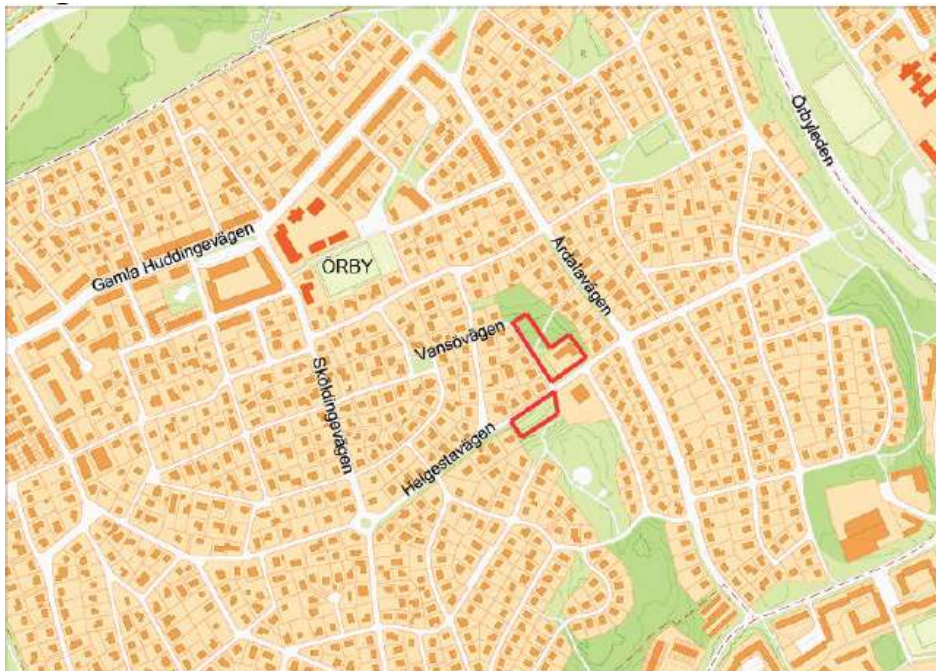 Örbyleden
Gamla Huddingevägen
ÖRBY
Årdalavägen
Vansövägen
Sköldingevägen
Helgestavägen